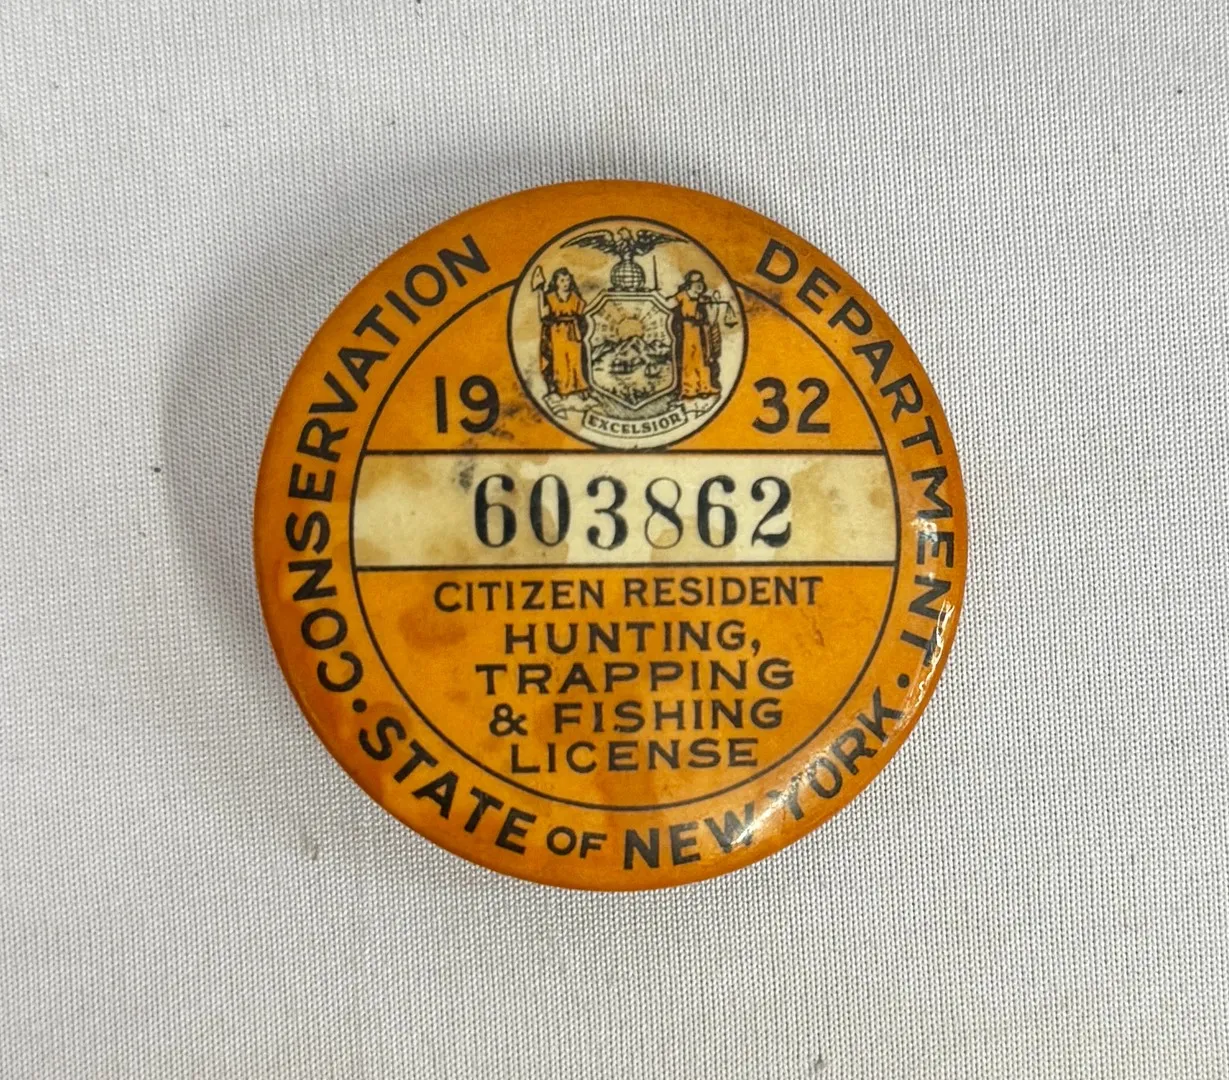 CONSERVATION DEPARTMENT
EXCELSIOR
19 32
603862
CITIZEN RESIDENT
HUNTING,
TRAPPING
& FISHING
LICENSE
• STATE OF NEW YORK •